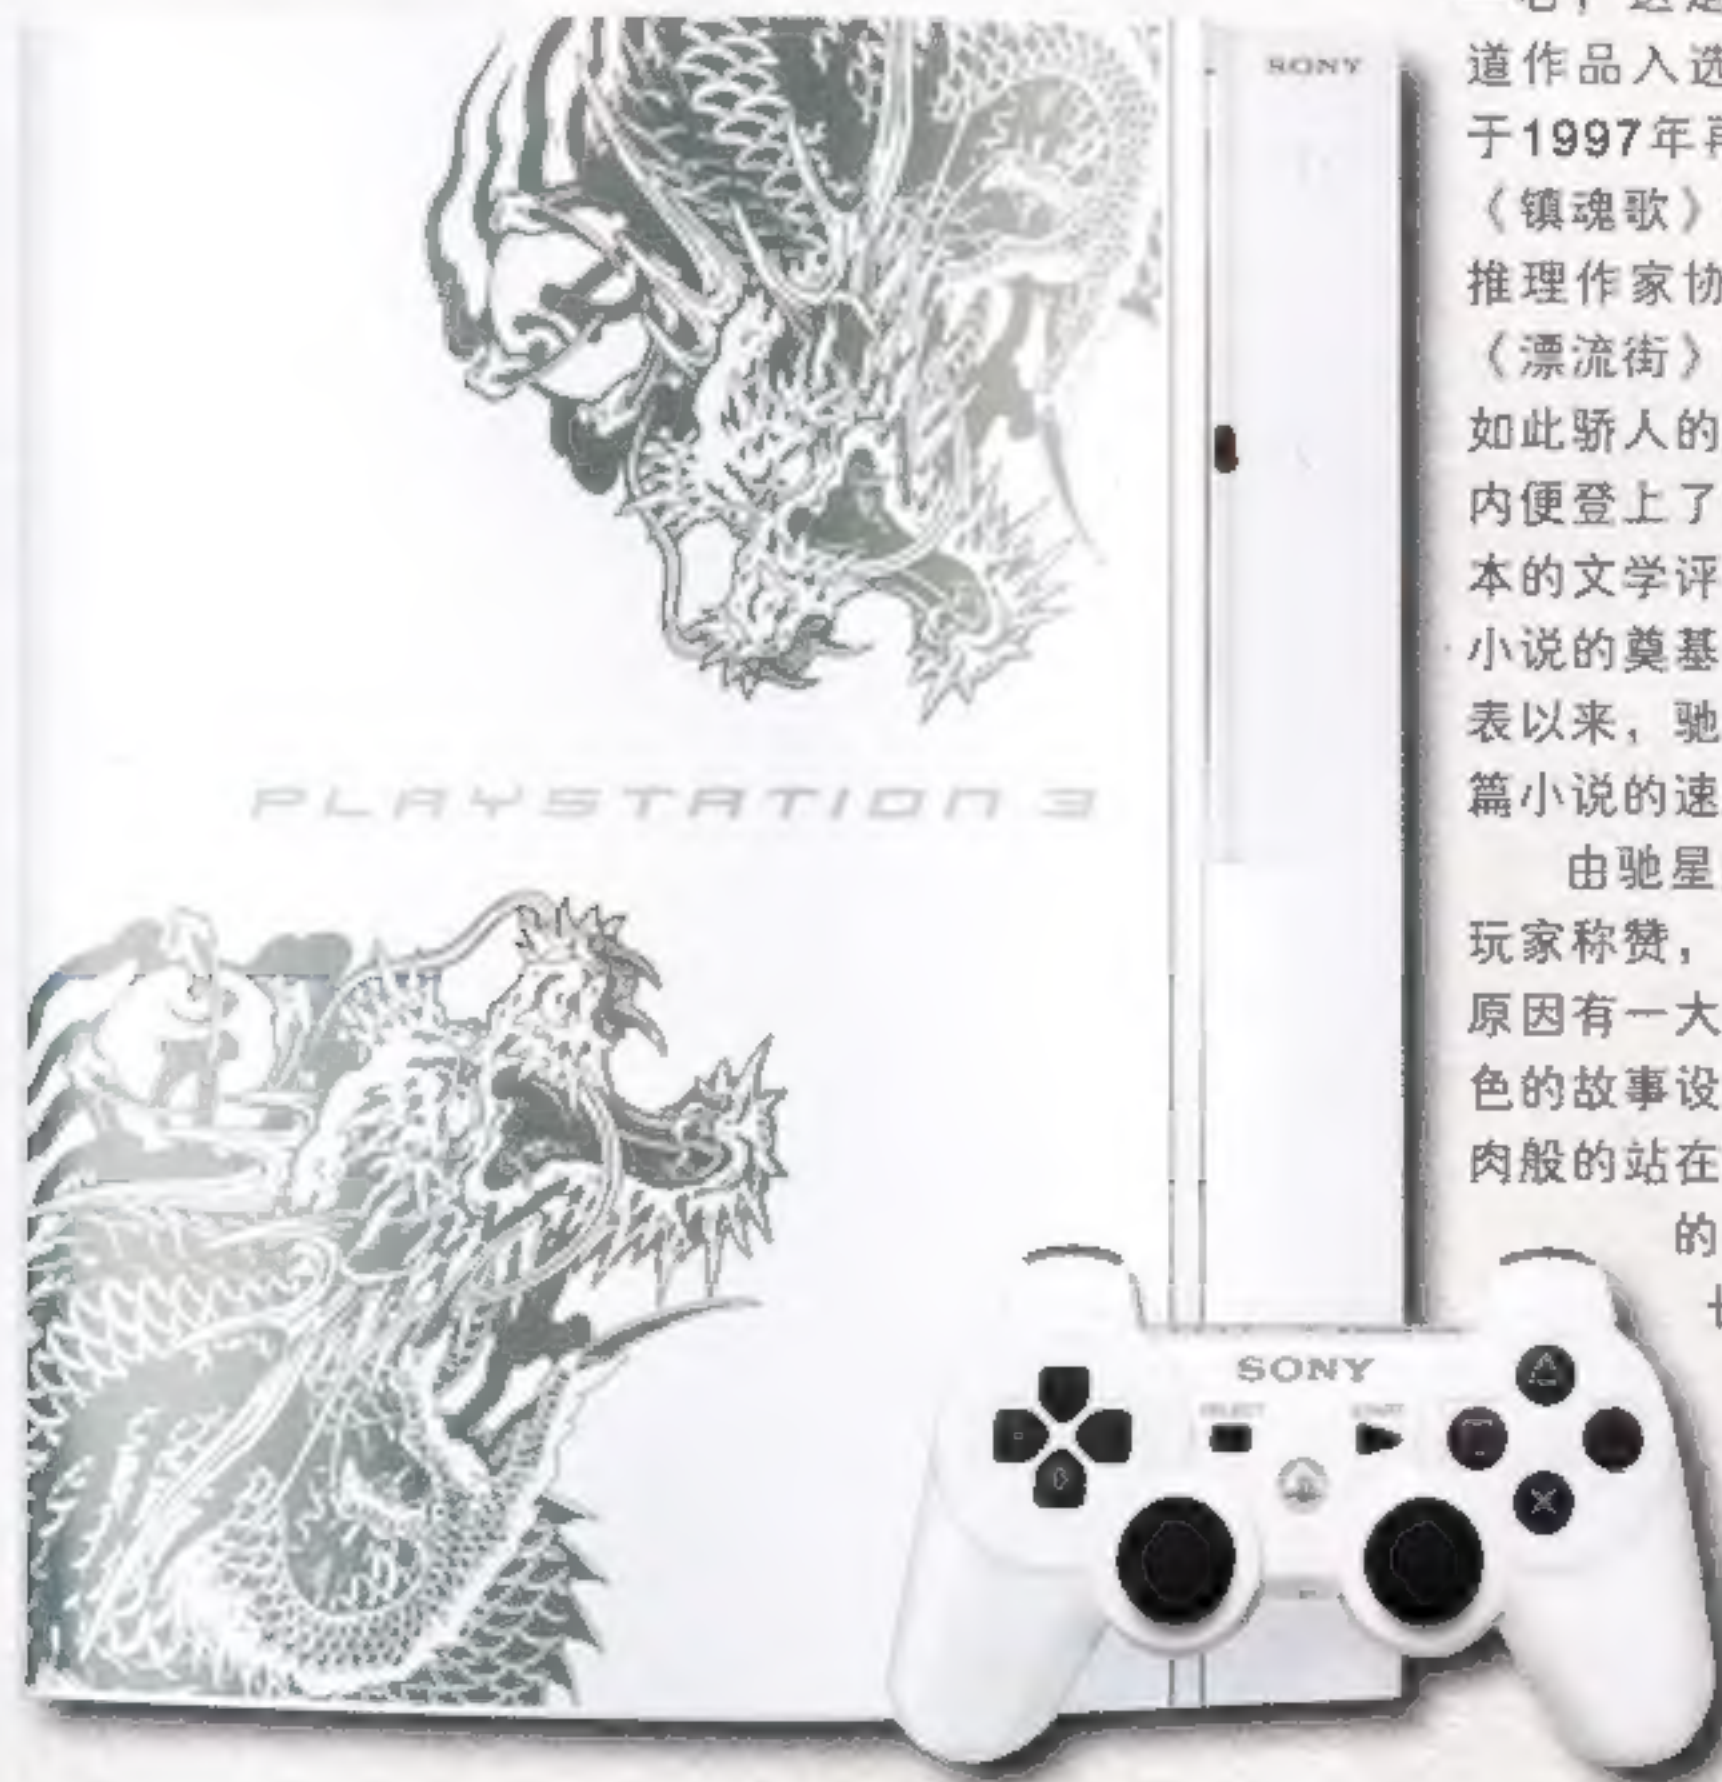 SONY
道作品入选
于1997年再
《镇魂歌》
推理作家协
《漂流街》
如此骄人的
内便登上了
本的文学评
小说的奠基
表以来，驰
篇小说的速
由驰星
玩家称赞，
原因有一大
色的故事设
肉般的站在
的
PLAYSTATION 3
SONY
SELECT
START